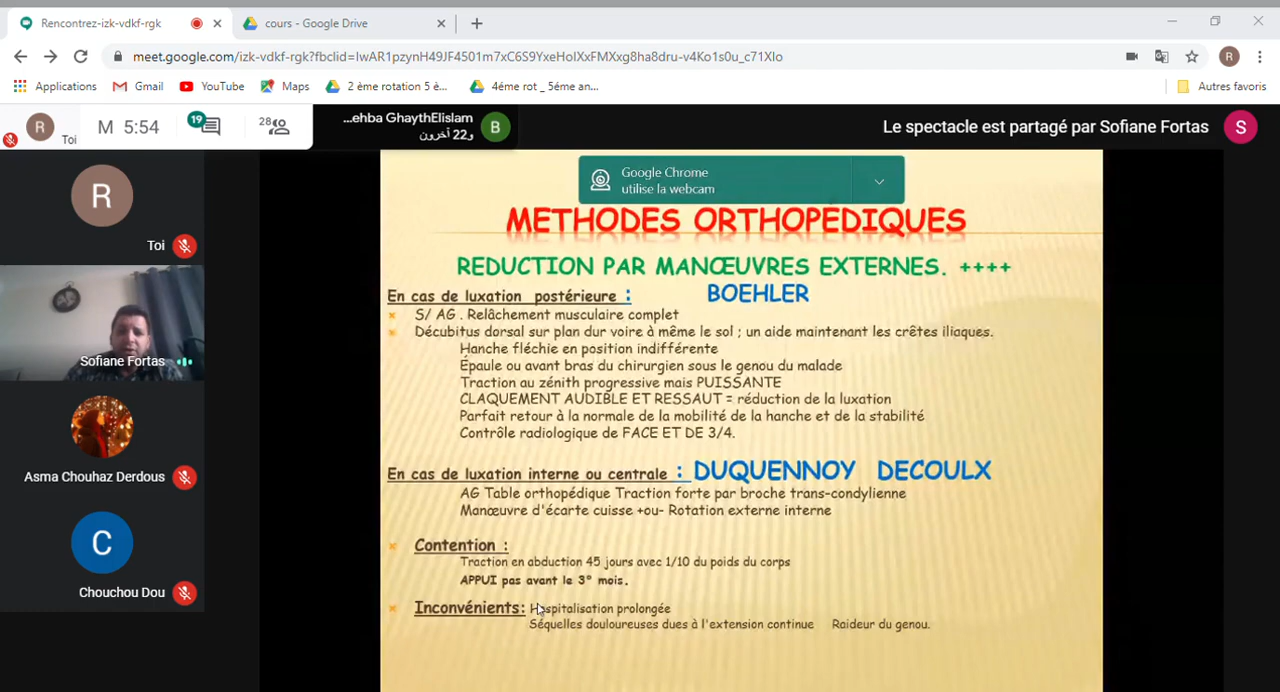 Rencontrez-izk-vdkf-rgk
cours - Google Drive
meet.google.com/izk-vdkf-rgk?fbclid=IwAR1pzynH49JF4501m7xC6S9YxeHoIXxFMXxg8ha8dru-v4Ko1s0u_c71XIo
R
Applications
Gmail
YouTube
Maps
2 ème rotation 5 è...
4éme rot _ 5éme an...
Autres favoris
R
Toi
M 5:54
19
28
...ehba GhaythElislam
و22 آخرون
B
Le spectacle est partagé par Sofiane Fortas
S
R
Toi
Sofiane Fortas
Asma Chouhaz Derdous
C
Chouchou Dou
Google Chrome
utilise la webcam
METHODES ORTHOPEDIQUES
REDUCTION PAR MANŒUVRES EXTERNES. ++++
En cas de luxation postérieure : BOEHLER
S/ AG . Relâchement musculaire complet
Décubitus dorsal sur plan dur voire à même le sol ; un aide maintenant les crêtes iliaques.
Hanche fléchie en position indifférente
Épaule ou avant bras du chirurgien sous le genou du malade
Traction au zénith progressive mais PUISSANTE
CLAQUEMENT AUDIBLE ET RESSAUT = réduction de la luxation
Parfait retour à la normale de la mobilité de la hanche et de la stabilité
Contrôle radiologique de FACE ET DE 3/4.
En cas de luxation interne ou centrale : DUQUENNOY DECOULX
AG Table orthopédique Traction forte par broche trans-condylienne
Manœuvre d'écarte cuisse +ou- Rotation externe interne
Contention :
Traction en abduction 45 jours avec 1/10 du poids du corps
APPUI pas avant le 3° mois.
Inconvénients: Hospitalisation prolongée
Séquelles douloureuses dues à l'extension continue Raideur du genou.